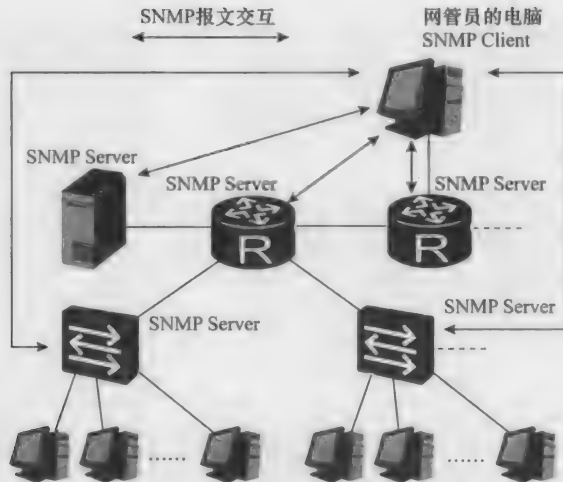 SNMP报文交互
网管员的电脑
SNMP Client
SNMP Server
SNMP Server
SNMP Server
R
R
SNMP Server
SNMP Server
......
......